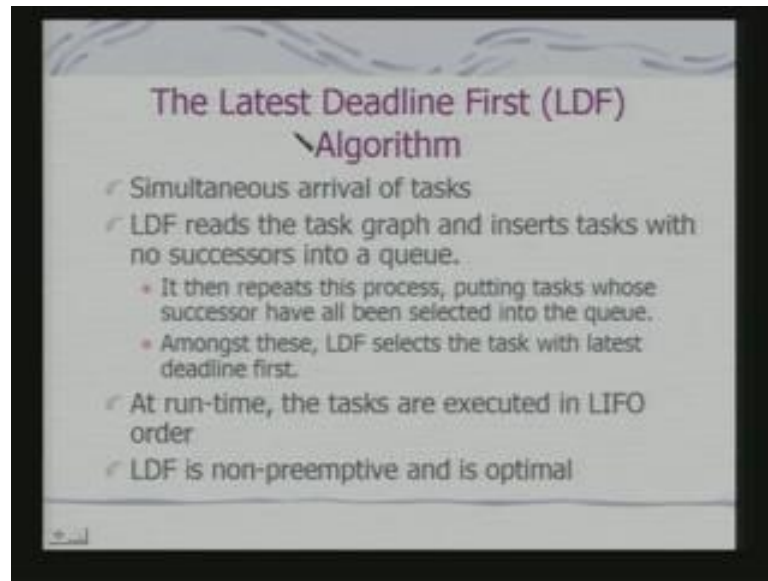 The Latest Deadline First (LDF)
Algorithm
Simultaneous arrival of tasks
LDF reads the task graph and inserts tasks with
no successors into a queue.
It then repeats this process, putting tasks whose
successor have all been selected into the queue.
Amongst these, LDF selects the task with latest
deadline first.
At run-time, the tasks are executed in LIFO
order
LDF is non-preemptive and is optimal